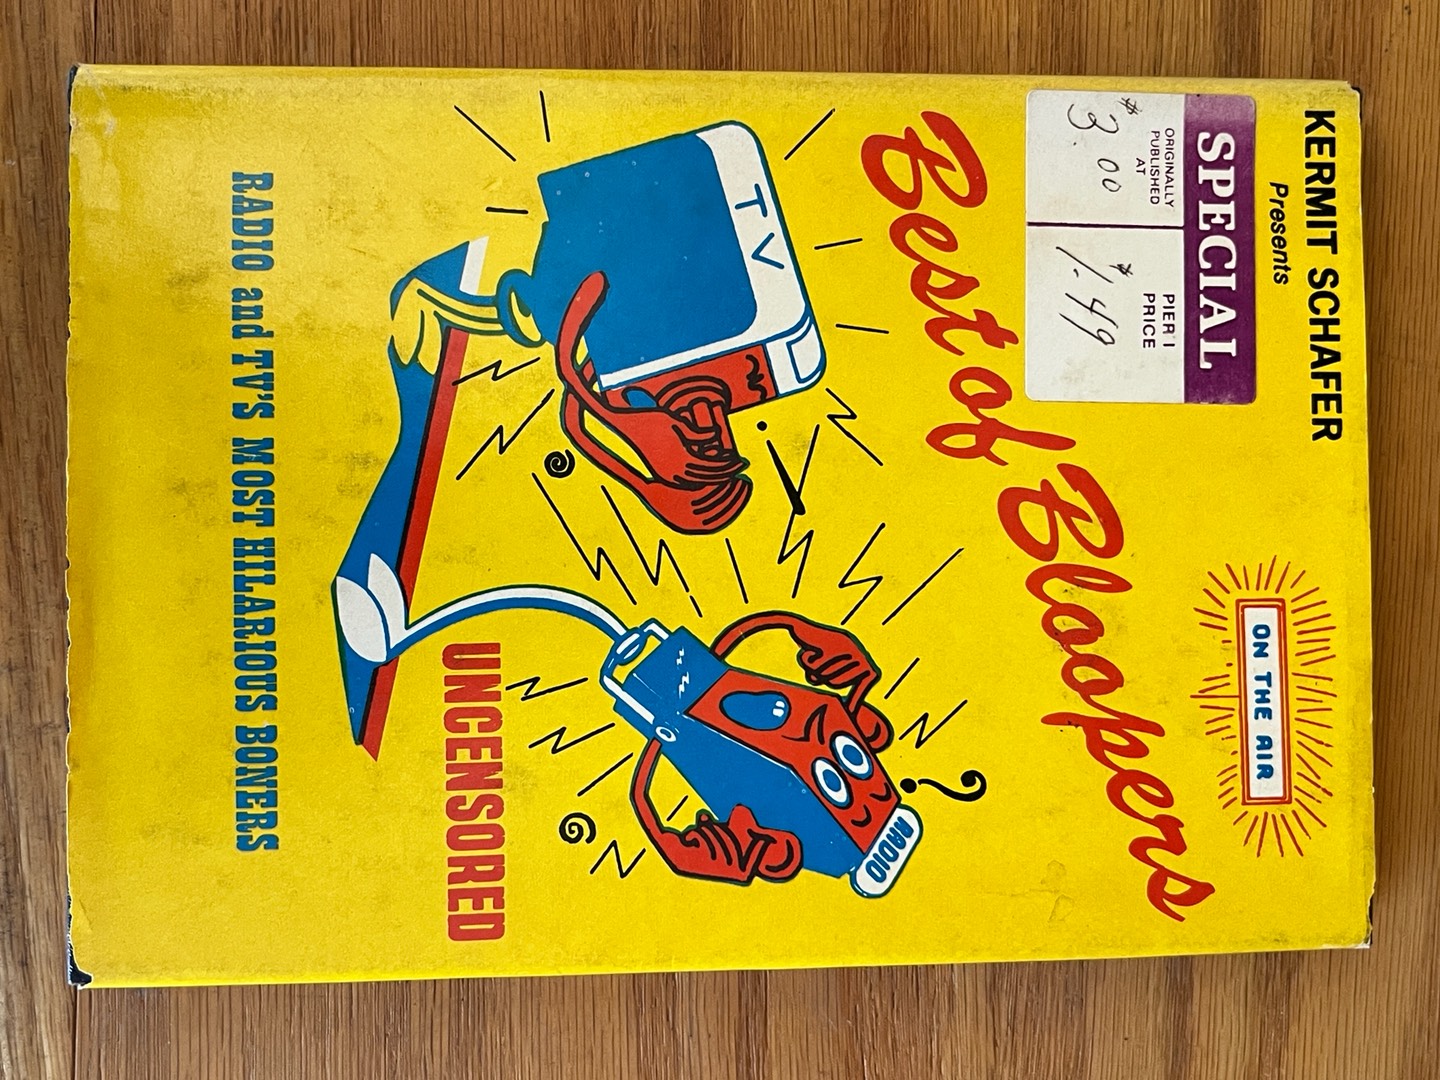 KERMIT SCHAFER
Presents
SPECIAL
ORIGINALLY
PUBLISHED
AT
$3.00
PIER 1
PRICE
$1.49
ON THE AIR
Best of Bloopers
TV
RADIO
?
!
UNCENSORED
RADIO and TV'S MOST HILARIOUS BONERS